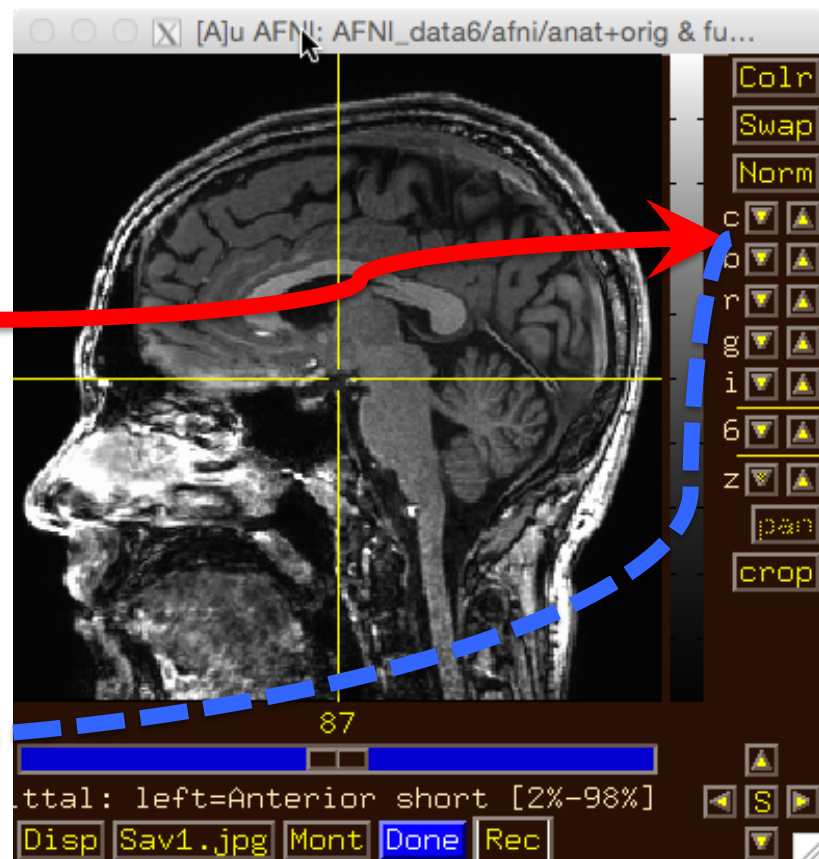 [A]u AFNI: AFNI_data6/afni/anat+orig & fu...
Colr
Swap
Norm
c
b
r
g
i
6
z
pan
crop
87
ittal: left=Anterior short [2%-98%]
S
Disp Sav1.jpg Mont Done Rec